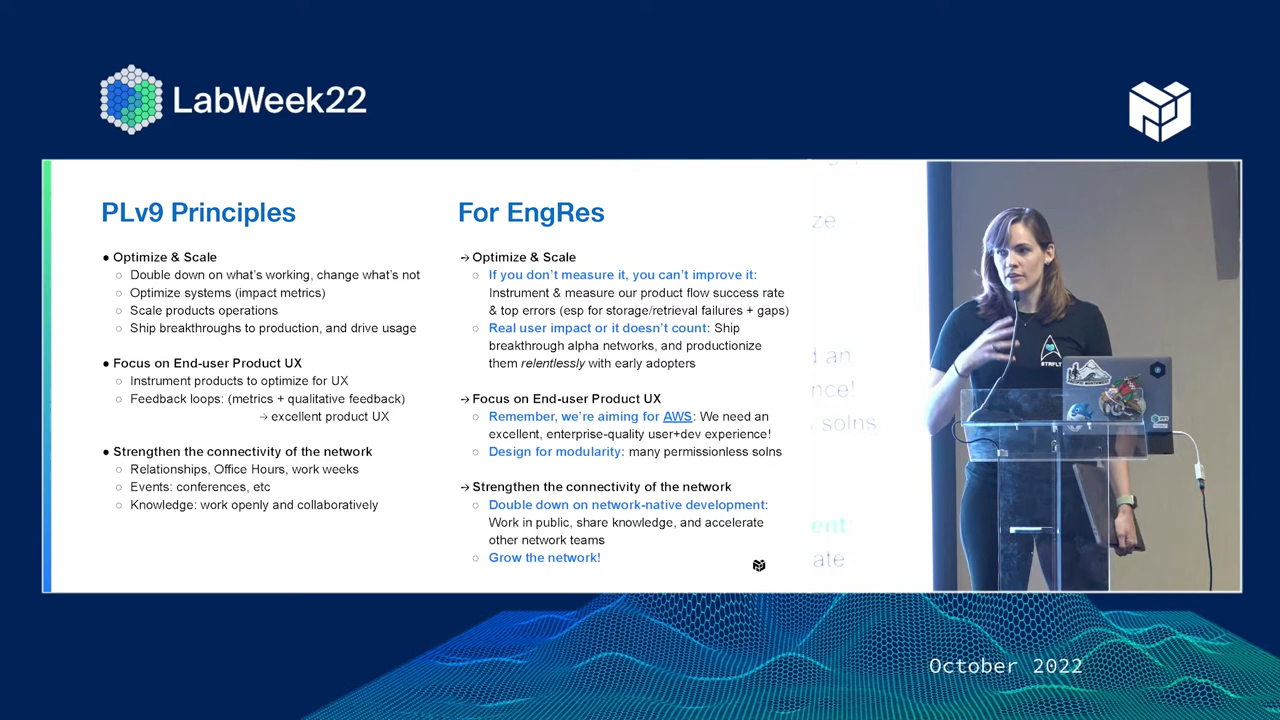 LabWeek22
PLv9 Principles
● Optimize & Scale
○ Double down on what's working, change what's not
○ Optimize systems (impact metrics)
○ Scale products operations
○ Ship breakthroughs to production, and drive usage
● Focus on End-user Product UX
○ Instrument products to optimize for UX
○ Feedback loops: (metrics + qualitative feedback)
→ excellent product UX
● Strengthen the connectivity of the network
○ Relationships, Office Hours, work weeks
○ Events: conferences, etc
○ Knowledge: work openly and collaboratively
For EngRes
→ Optimize & Scale
○ If you don't measure it, you can't improve it:
Instrument & measure our product flow success rate
& top errors (esp for storage/retrieval failures + gaps)
○ Real user impact or it doesn't count: Ship
breakthrough alpha networks, and productionize
them relentlessly with early adopters
→ Focus on End-user Product UX
○ Remember, we're aiming for AWS: We need an
excellent, enterprise-quality user+dev experience!
○ Design for modularity: many permissionless solns
→ Strengthen the connectivity of the network
○ Double down on network-native development:
Work in public, share knowledge, and accelerate
other network teams
○ Grow the network!
ze
d an
nce!
solns
ent
ate
October 2022